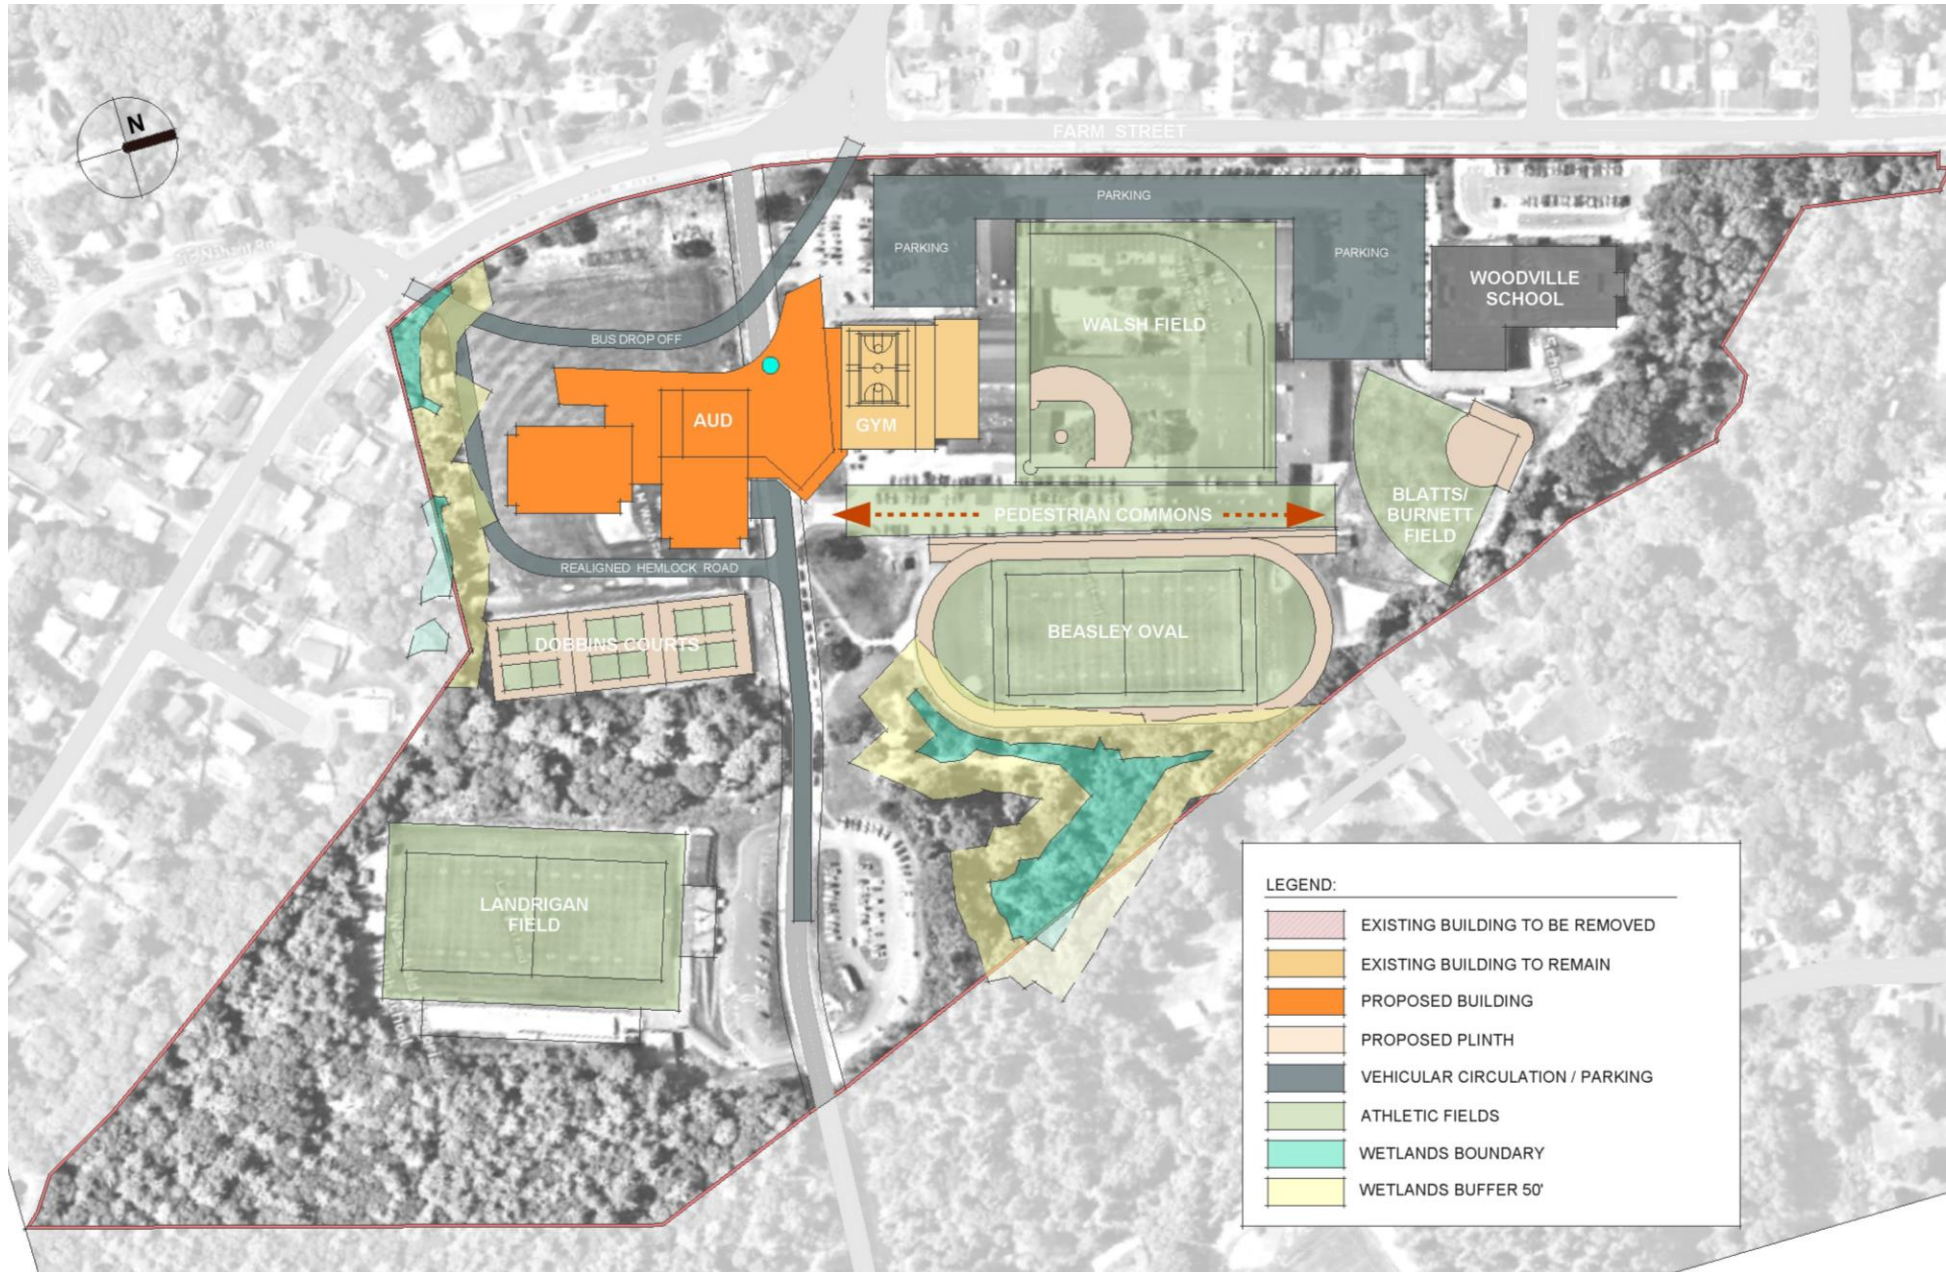 N
FARM STREET
PARKING
PARKING
PARKING
WOODVILLE
SCHOOL
WALSH FIELD
BUS DROP OFF
AUD
GYM
PEDESTRIAN COMMONS
BLATTS/
BURNETT
FIELD
REALIGNED HEMLOCK ROAD
DOBBINS COURTS
BEASLEY OVAL
LANDRIGAN
FIELD
LEGEND:
EXISTING BUILDING TO BE REMOVED
EXISTING BUILDING TO REMAIN
PROPOSED BUILDING
PROPOSED PLINTH
VEHICULAR CIRCULATION / PARKING
ATHLETIC FIELDS
WETLANDS BOUNDARY
WETLANDS BUFFER 50'